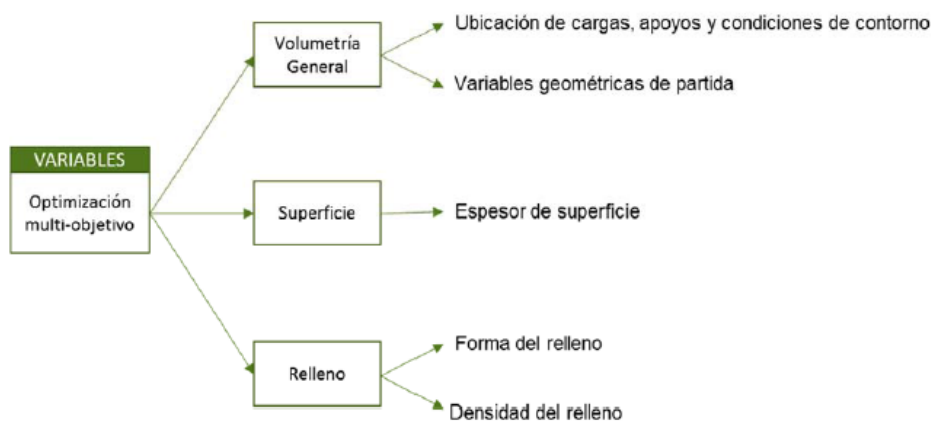 Ubicación de cargas, apoyos y condiciones de contorno
Volumetría
General
Variables geométricas de partida
VARIABLES
Optimización
multi-objetivo
Superficie
Espesor de superficie
Forma del relleno
Relleno
Densidad del relleno